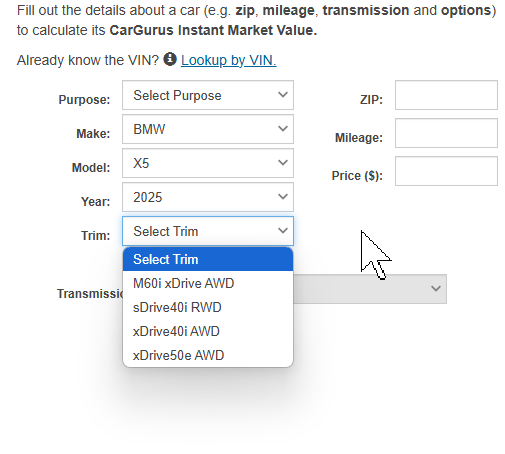 Fill out the details about a car (e.g. zip, mileage, transmission and options)
to calculate its CarGurus Instant Market Value.
Already know the VIN? Lookup by VIN.
Purpose: Select Purpose
ZIP:
Make: BMW
Mileage:
Model: X5
Price ($):
Year: 2025
Trim: Select Trim
Select Trim
M60i xDrive AWD
sDrive40i RWD
xDrive40i AWD
xDrive50e AWD
Transmissi